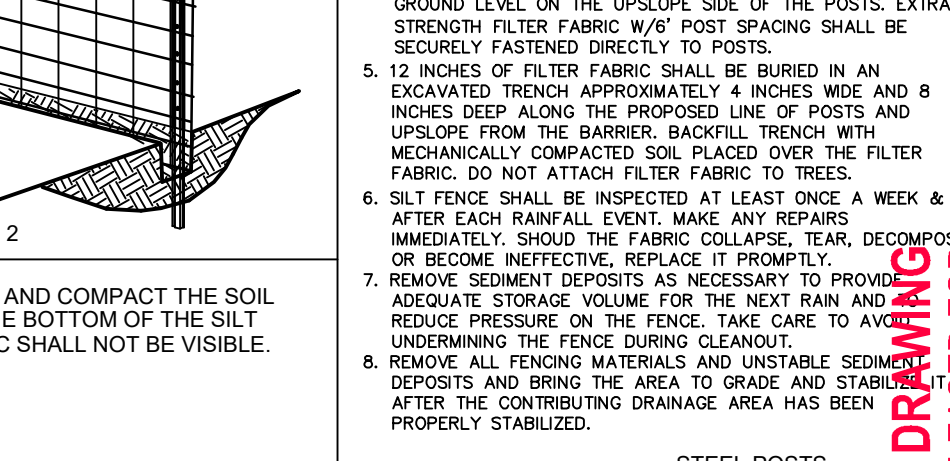 GROUND LEVEL ON THE UPSLOPE SIDE OF THE POSTS. EXTRA
STRENGTH FILTER FABRIC W/6' POST SPACING SHALL BE
SECURELY FASTENED DIRECTLY TO POSTS.
5. 12 INCHES OF FILTER FABRIC SHALL BE BURIED IN AN
EXCAVATED TRENCH APPROXIMATELY 4 INCHES WIDE AND 8
INCHES DEEP ALONG THE PROPOSED LINE OF POSTS AND
UPSLOPE FROM THE BARRIER. BACKFILL TRENCH WITH
MECHANICALLY COMPACTED SOIL PLACED OVER THE FILTER
FABRIC. DO NOT ATTACH FILTER FABRIC TO TREES.
6. SILT FENCE SHALL BE INSPECTED AT LEAST ONCE A WEEK &
AFTER EACH RAINFALL EVENT. MAKE ANY REPAIRS
IMMEDIATELY. SHOUD THE FABRIC COLLAPSE, TEAR, DECOMPOS
OR BECOME INEFFECTIVE, REPLACE IT PROMPTLY.
7. REMOVE SEDIMENT DEPOSITS AS NECESSARY TO PROVIDE
ADEQUATE STORAGE VOLUME FOR THE NEXT RAIN AND TO
REDUCE PRESSURE ON THE FENCE. TAKE CARE TO AVOID
UNDERMINING THE FENCE DURING CLEANOUT.
8. REMOVE ALL FENCING MATERIALS AND UNSTABLE SEDIMENT
DEPOSITS AND BRING THE AREA TO GRADE AND STABILIZE IT
AFTER THE CONTRIBUTING DRAINAGE AREA HAS BEEN
PROPERLY STABILIZED.
2
AND COMPACT THE SOIL
E BOTTOM OF THE SILT
C SHALL NOT BE VISIBLE.
STEEL POSTS
DRAWING